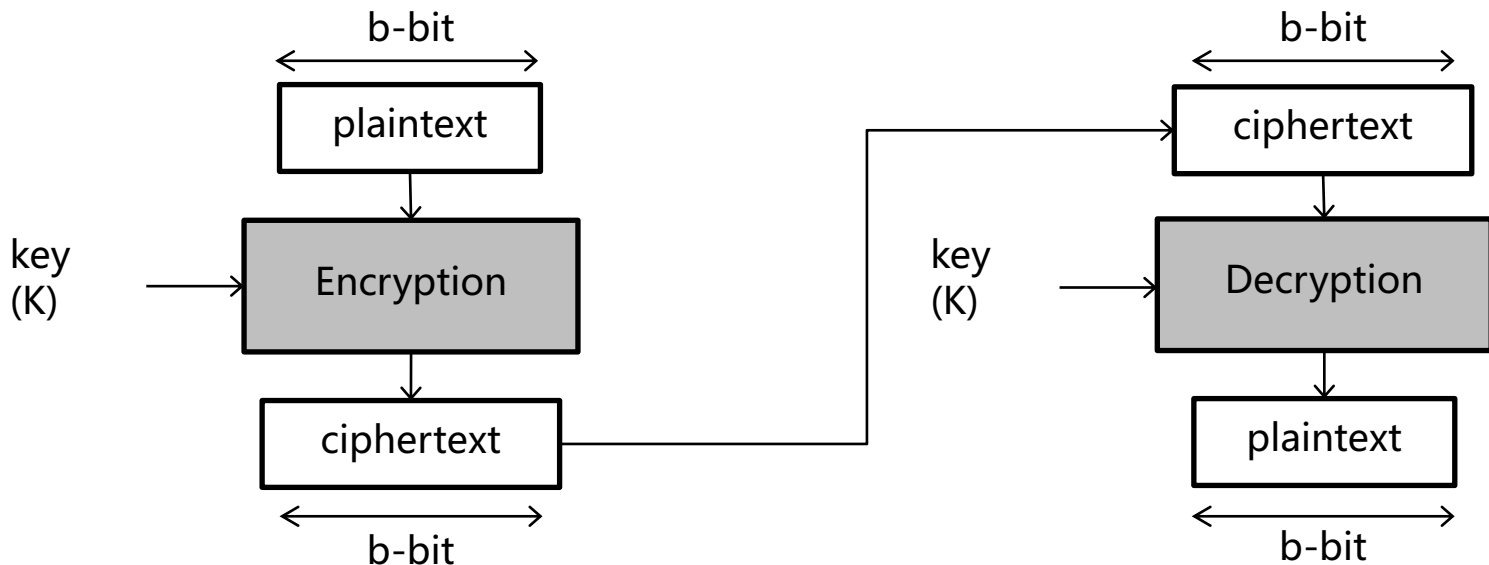 b-bit
plaintext
key
(K)
Encryption
ciphertext
b-bit
b-bit
ciphertext
key
(K)
Decryption
plaintext
b-bit